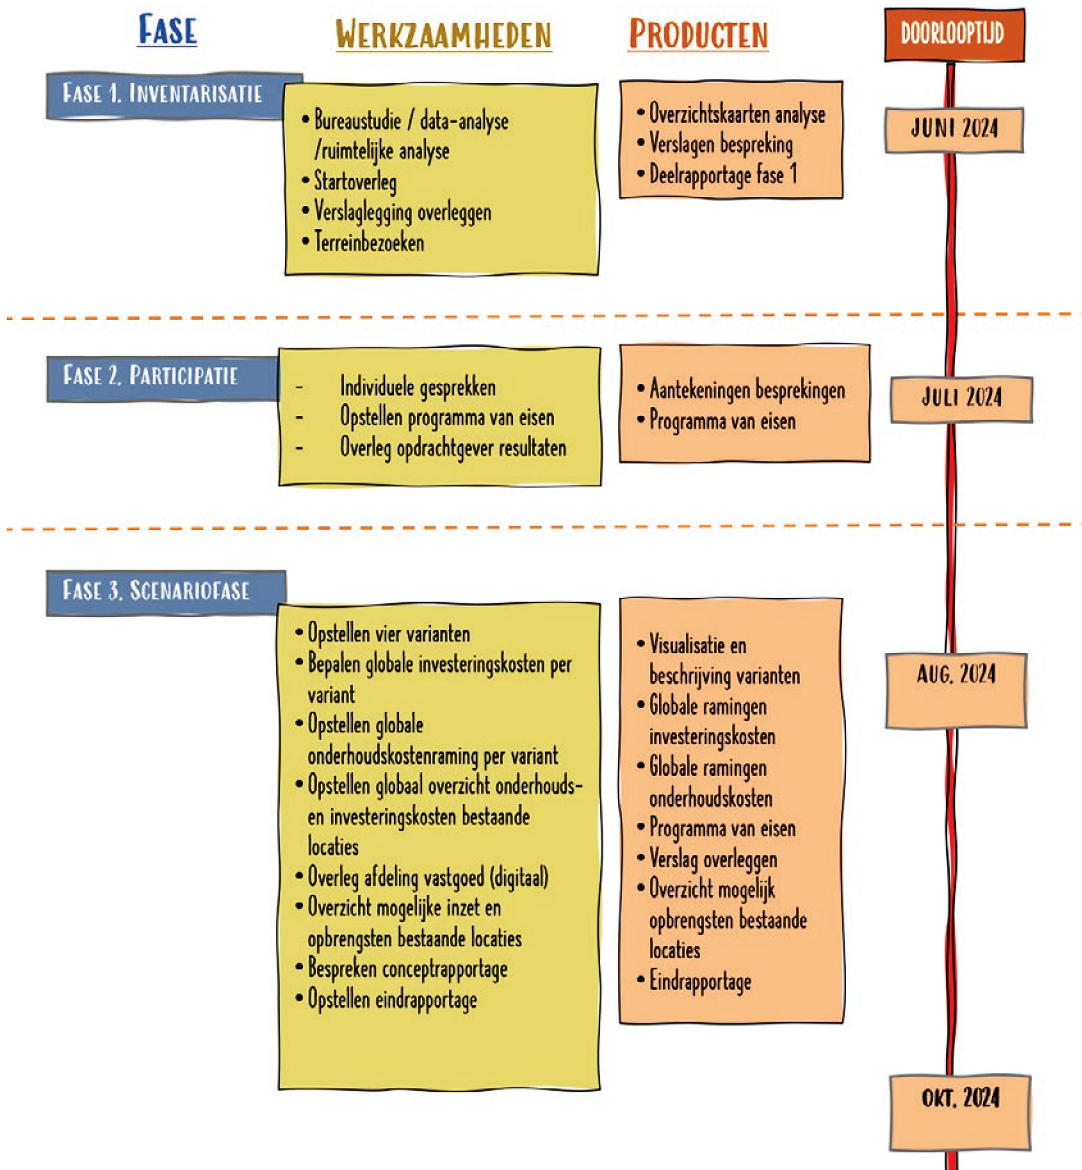 FASE
WERKZAAMHEDEN
PRODUCTEN
DOORLOOPTIJD
FASE 1. INVENTARISATIE
• Bureaustudie / data-analyse
/ruimtelijke analyse
• Startoverleg
• Verslaglegging overleggen
• Terreinbezoeken
• Overzichtskaarten analyse
• Verslagen bespreking
• Deelrapportage fase 1
JUNI 2024
FASE 2. PARTICIPATIE
- Individuele gesprekken
- Opstellen programma van eisen
- Overleg opdrachtgever resultaten
• Aantekeningen besprekingen
• Programma van eisen
JULI 2024
FASE 3. SCENARIOFASE
• Opstellen vier varianten
• Bepalen globale investeringskosten per
variant
• Opstellen globale
onderhoudskostenraming per variant
• Opstellen globaal overzicht onderhouds-
en investeringskosten bestaande
locaties
• Overleg afdeling vastgoed (digitaal)
• Overzicht mogelijke inzet en
opbrengsten bestaande locaties
• Bespreken conceptrapportage
• Opstellen eindrapportage
• Visualisatie en
beschrijving varianten
• Globale ramingen
investeringskosten
• Globale ramingen
onderhoudskosten
• Programma van eisen
• Verslag overleggen
• Overzicht mogelijk
opbrengsten bestaande
locaties
• Eindrapportage
AUG. 2024
OKT. 2024